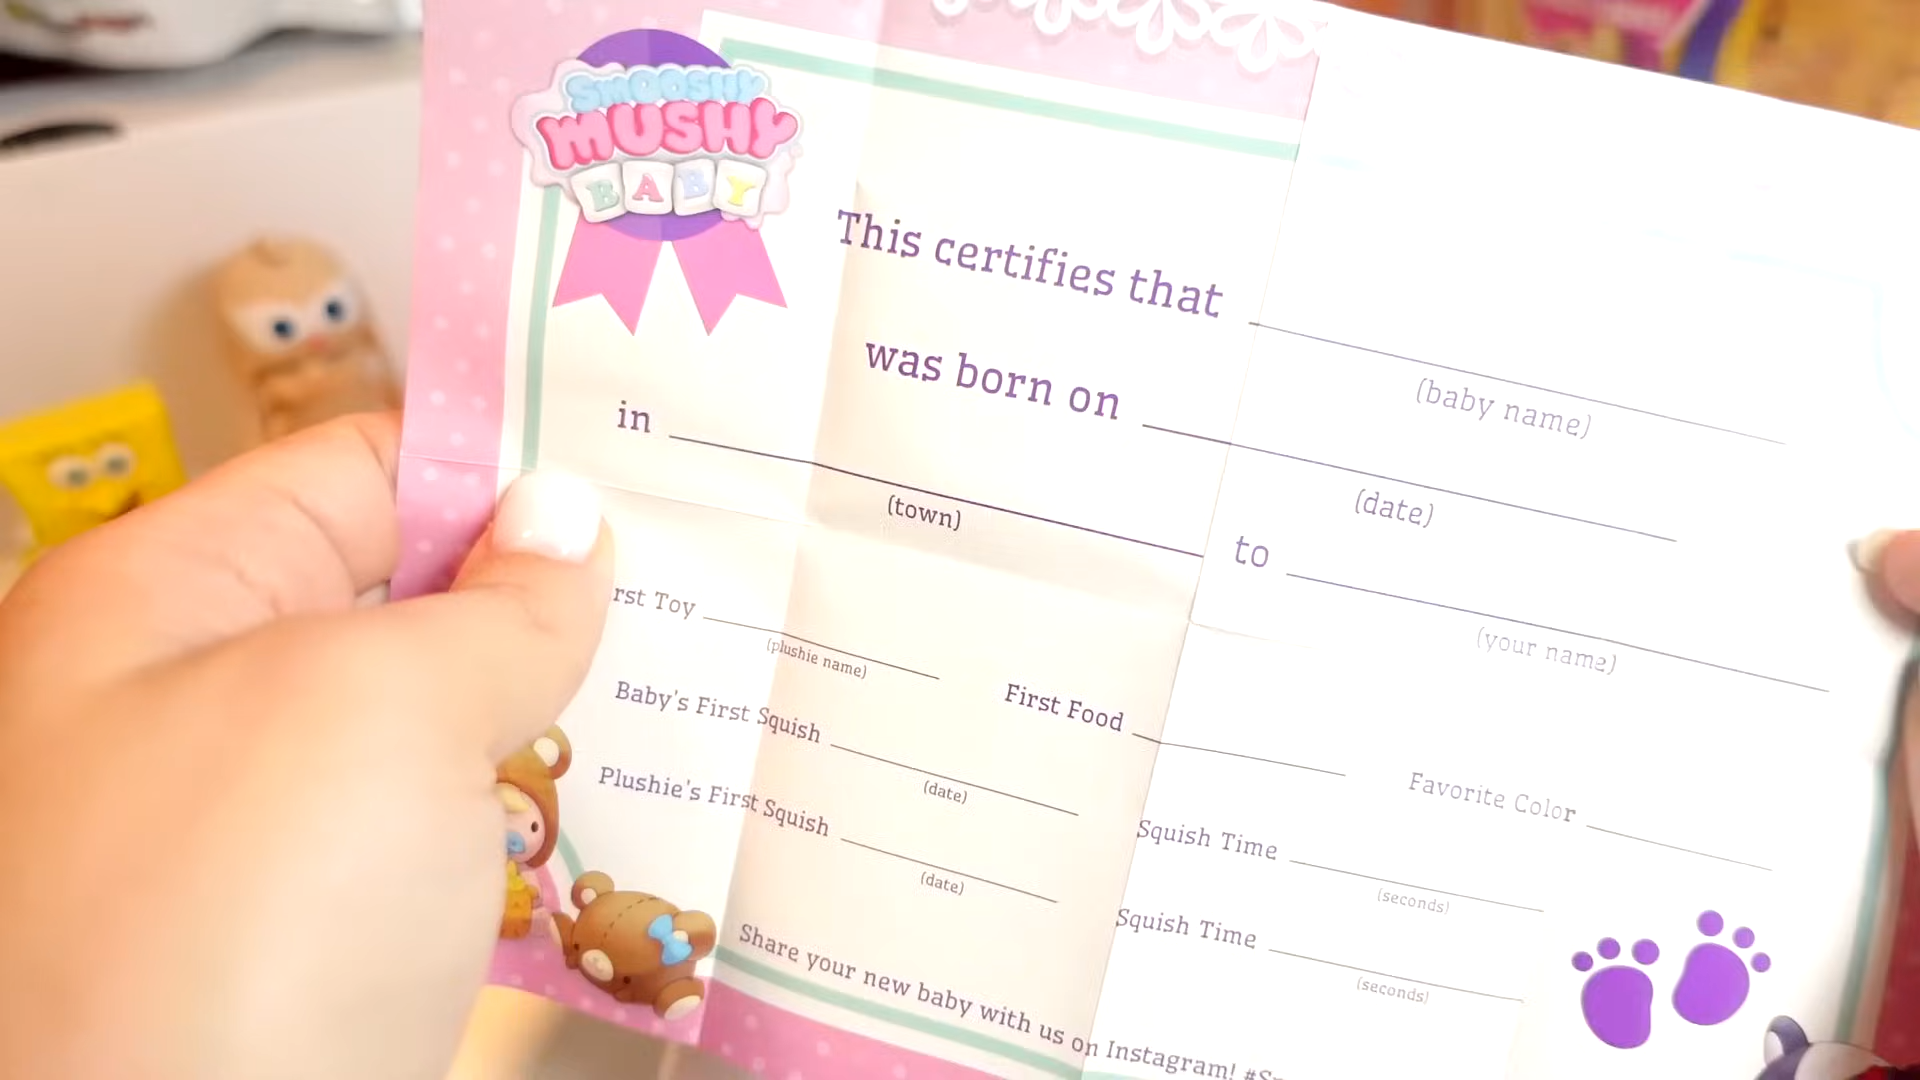 SMOOSHY
MUSHY
BABY
This certifies that
(baby name)
was born on
(date)
in
(town)
to
(your name)
rst Toy
(plushie name)
First Food
Favorite Color
Baby's First Squish
(date)
Squish Time
(seconds)
Plushie's First Squish
(date)
Squish Time
(seconds)
Share your new baby with us on Instagram!